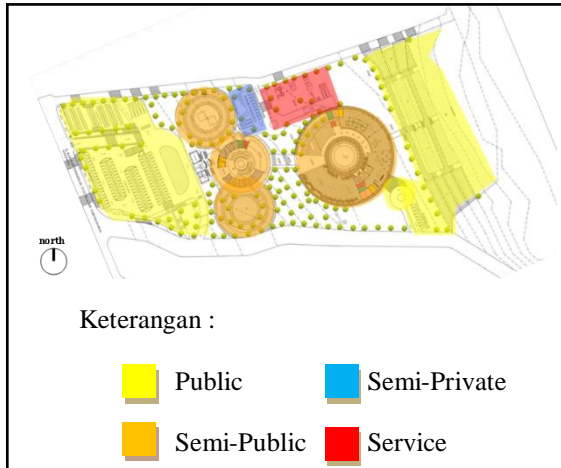 north
Keterangan :
Public
Semi-Private
Semi-Public
Service